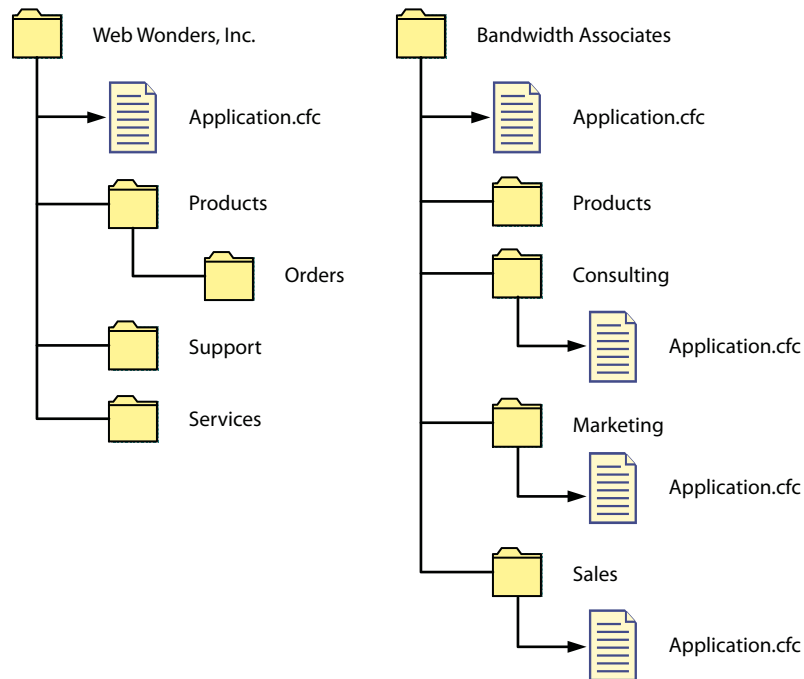 Web Wonders, Inc.
Application.cfc
Products
Orders
Support
Services
Bandwidth Associates
Application.cfc
Products
Consulting
Application.cfc
Marketing
Application.cfc
Sales
Application.cfc